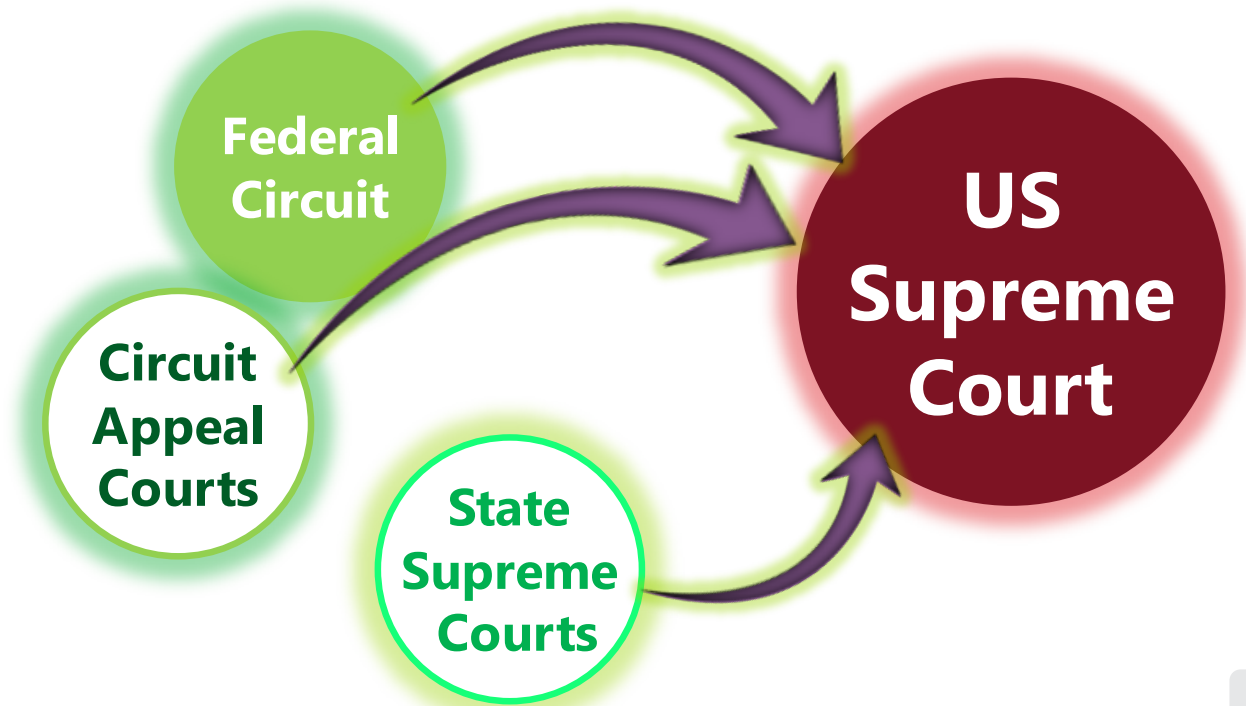 Federal
Circuit
US
Supreme
Court
Circuit
Appeal
Courts
State
Supreme
Courts